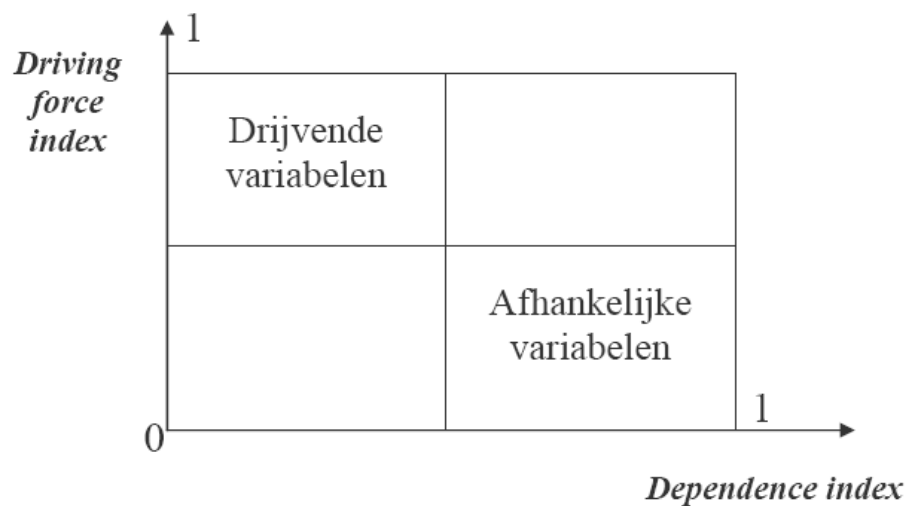 1
Driving
force
index
Drijvende
variabelen
Afhankelijke
variabelen
1
0
Dependence index